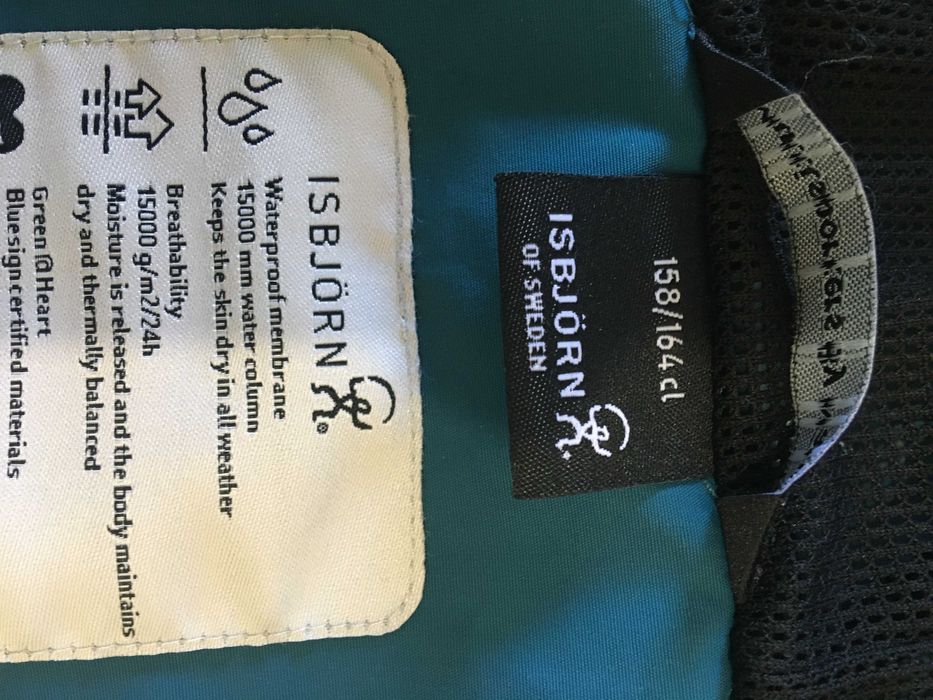 158/164 cl
ISBJÖRN
OF SWEDEN
ISBJÖRN
Waterproof membrane
15000 mm water column
Keeps the skin dry in all weather
Breathability
15000 g/m2/24h
Moisture is released and the body maintains
dry and thermally balanced
Green @ Heart
Bluesign certified materials